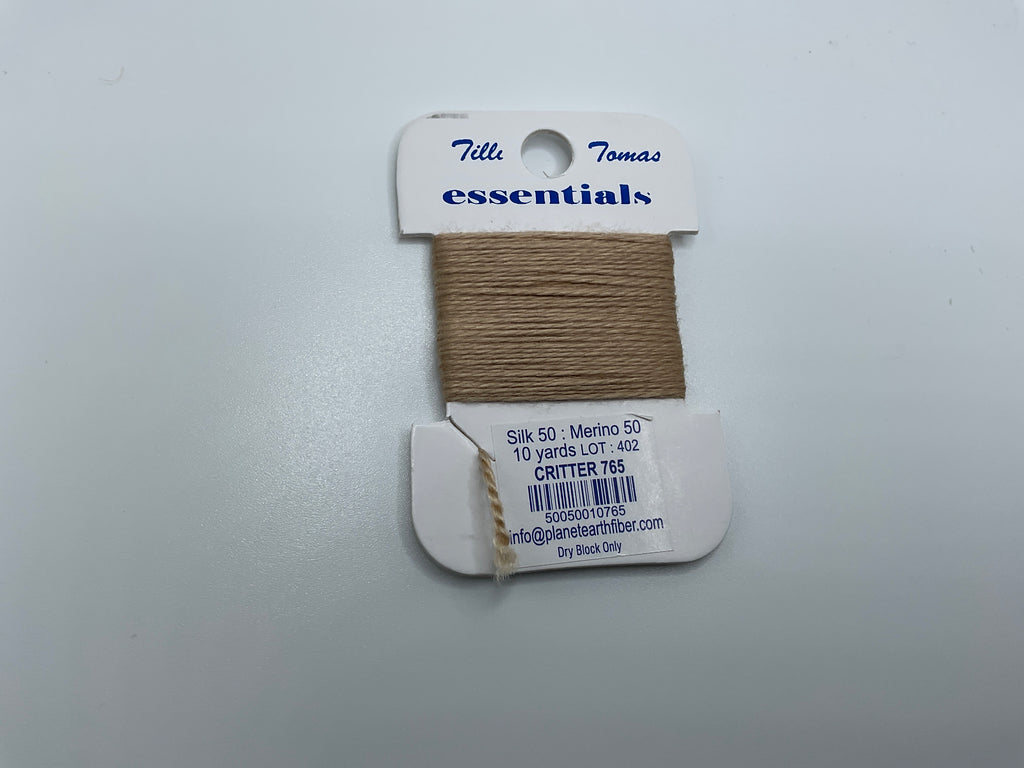 Tilli Tomas
essentials
Silk 50 : Merino 50
10 yards LOT : 402
CRITTER 765
50050010765
info@planetearthfiber.com
Dry Block Only